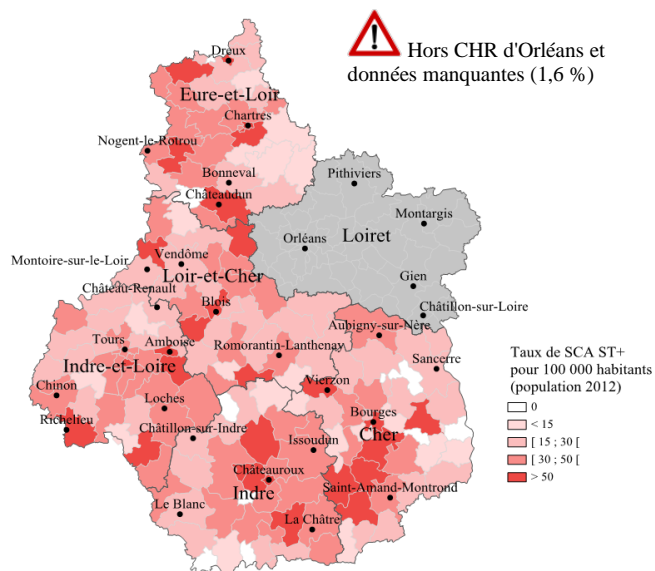 Hors CHR d'Orléans et
données manquantes (1,6 %)
Dreux
Eure-et-Loir
Chartres
Nogent-le-Rotrou
Bonneval
Châteaudun
Pithiviers
Montargis
Orléans
Loiret
Gien
Châtillon-sur-Loire
Montoire-sur-le-Loir
Vendôme
Loir-et-Cher
Château-Renault
Blois
Aubigny-sur-Nère
Tours
Amboise
Romorantin-Lanthenay
Sancerre
Indre-et-Loire
Vierzon
Chinon
Loches
Bourges
Cher
Richelieu
Châtillon-sur-Indre
Issoudun
Châteauroux
Indre
Saint-Amand-Montrond
Le Blanc
La Châtre
Taux de SCA ST+
pour 100 000 habitants
(population 2012)
0
< 15
[ 15 ; 30 [
[ 30 ; 50 [
> 50